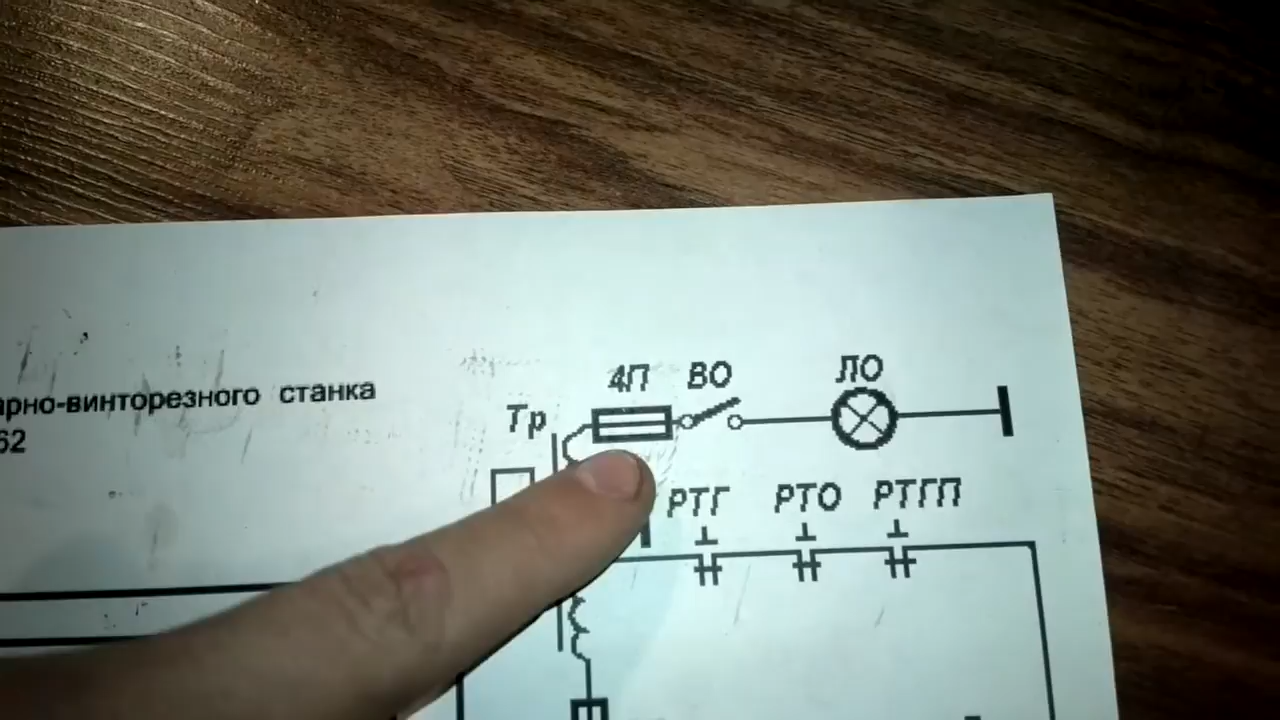 арно-винторезного станка
62
4П ВО ЛО
Тр
РТГ РТО РТГП